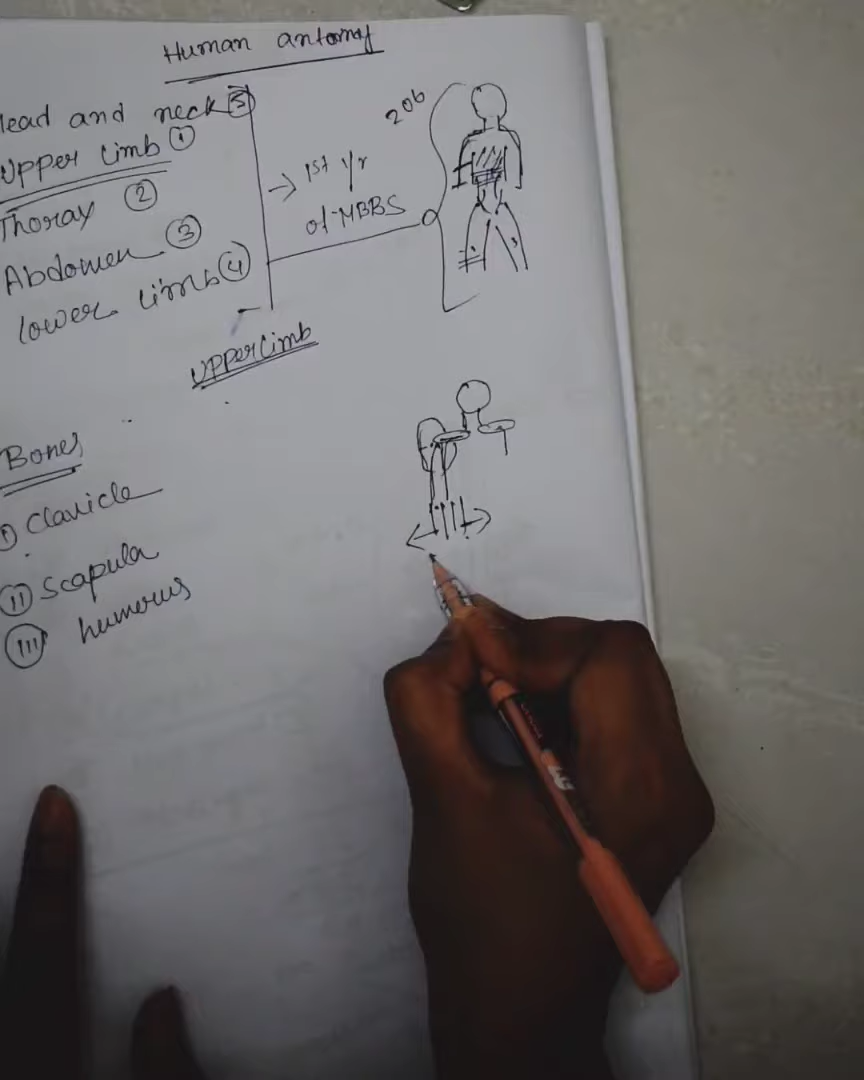 Human antomy
lead and neck 5
Upper limb 1
Thorax 2
Abdomen 3
lower limb 4
1st Yr
of MBBS
206
Upper limb
Bones
I Clavicle
II Scapula
III humerus